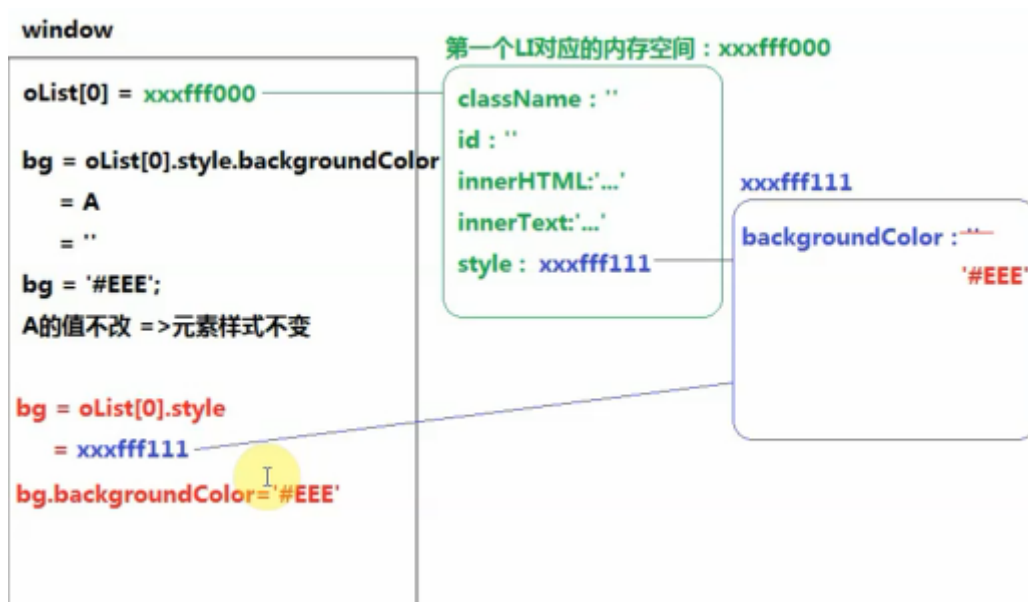 window
oList[0] = xxxfff000
bg = oList[0].style.backgroundColor
= A
= ''
bg = '#EEE';
A的值不改 =>元素样式不变
bg = oList[0].style
= xxxfff111
bg.backgroundColor='#EEE'
第一个LI对应的内存空间：xxxfff000
className : ''
id : ''
innerHTML:'...'
innerText:'...'
style : xxxfff111
xxxfff111
backgroundColor : ''
'#EEE'